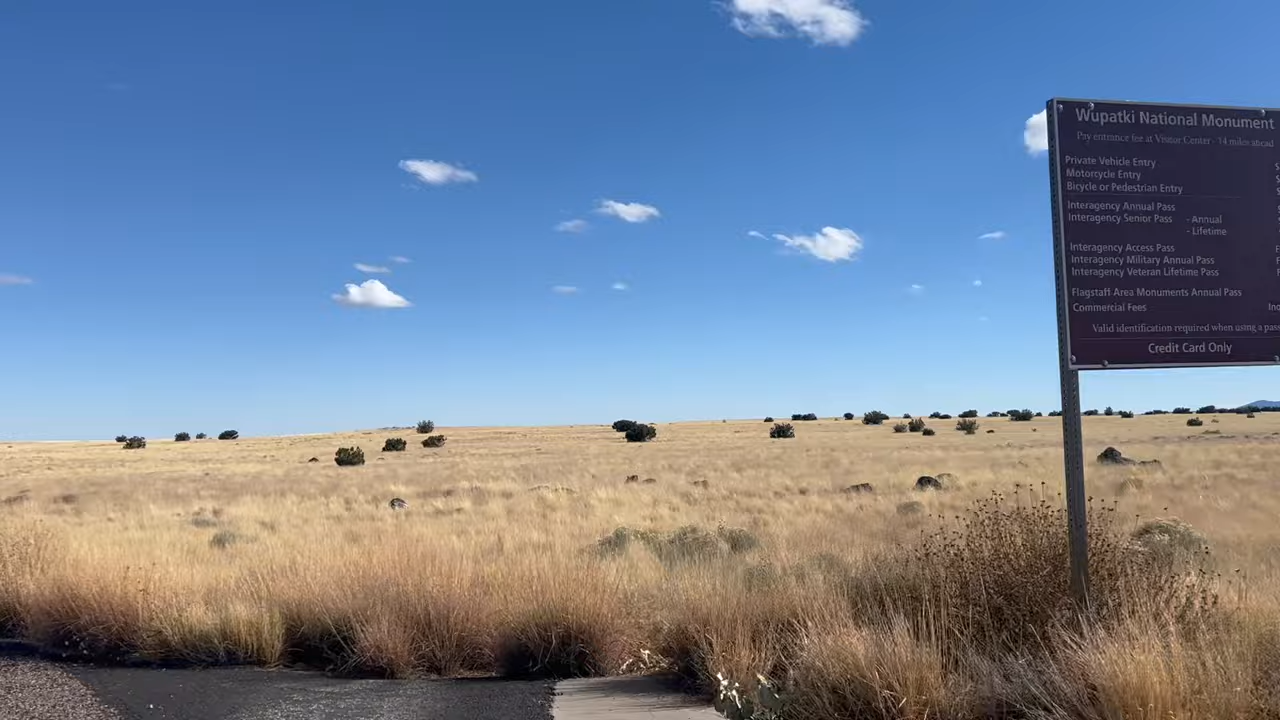 Wupatki National Monument
Pay entrance fee at Visitor Center - 14 miles ahead
Private Vehicle Entry
Motorcycle Entry
Bicycle or Pedestrian Entry
Interagency Annual Pass
Interagency Senior Pass - Annual
- Lifetime
Interagency Access Pass
Interagency Military Annual Pass
Interagency Veteran Lifetime Pass
Flagstaff Area Monuments Annual Pass
Commercial Fees
Valid identification required when using a pass
Credit Card Only